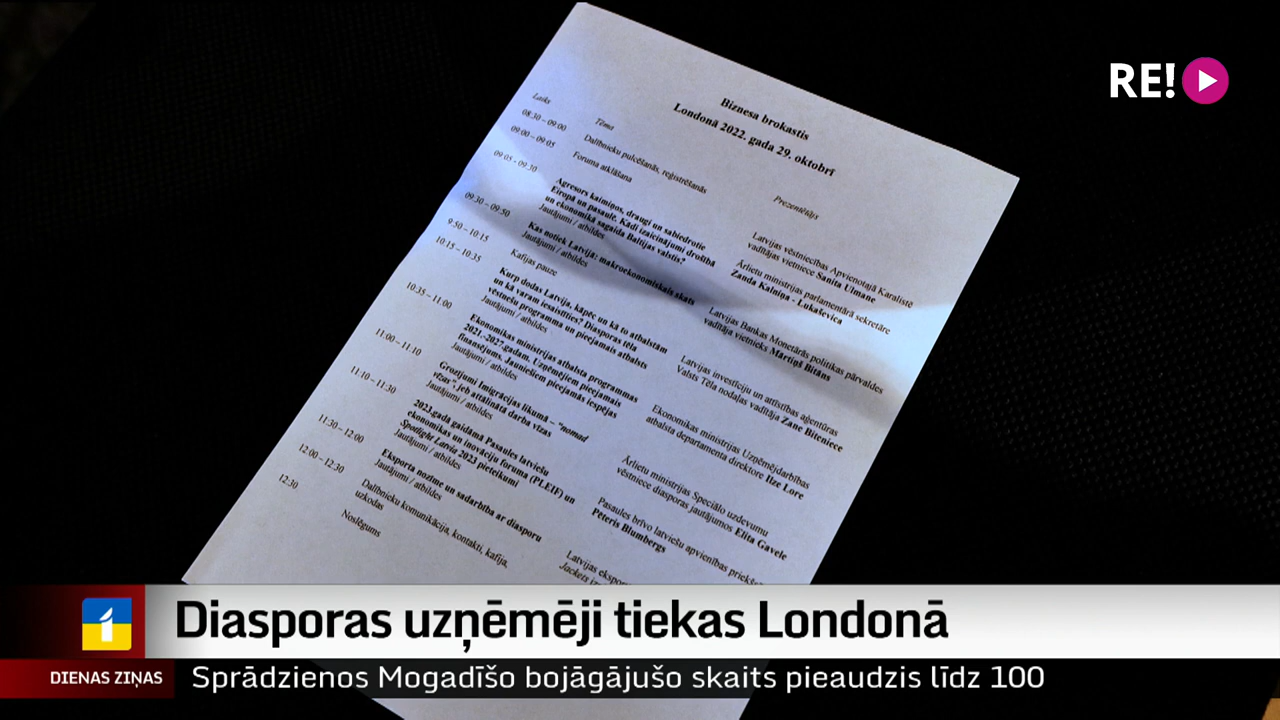 RE!
Biznesa brokastis
Londonā 2022. gada 29. oktobrī
Laiks
Tēma
Prezentētājs
08:30 – 09:00
Dalībnieku pulcēšanās, reģistrēšanās
09:00 – 09:05
Foruma atklāšana
Latvijas vēstniecības Apvienotajā Karalistē
vadītājas vietniece Sanita Ulmane
09:05 - 09:30
Agresors kaimiņos, draugi un sabiedrotie
Eiropā un pasaulē. Kādi izaicinājumi drošībā
un ekonomikā sagaida Baltijas valstis?
Jautājumi / atbildes
Ārlietu ministrijas parlamentārā sekretāre
Zanda Kalniņa - Lukaševica
09:30 – 09:50
Kas notiek Latvijā: makroekonomiskais skats
Jautājumi / atbildes
Latvijas Bankas Monetārās politikas pārvaldes
vadītāja vietnieks Mārtiņš Bitāns
9:50 – 10:15
Kafijas pauze
10:15 – 10:35
Kurp dodas Latvija, kāpēc un kā to atbalstām
un kā varam iesaistīties? Diasporas tēla
vēstnešu programma un pieejamais atbalsts
Jautājumi / atbildes
Latvijas investīciju un attīstības aģentūras
Valsts Tēla nodaļas vadītāja Zane Biteniece
10:35 – 11:00
Ekonomikas ministrijas atbalsta programmas
2021.-2027.gadam. Uzņēmējiem pieejamais
finansējums. Jauniešiem pieejamās iespējas
Jautājumi / atbildes
Ekonomikas ministrijas Uzņēmējdarbības
atbalsta departamenta direktore Ilze Lore
11:00 – 11:10
Grozījumi Imigrācijas likumā – "nomad
vīzas" jeb attālinātā darba vīzas
Jautājumi / atbildes
Ārlietu ministrijas Speciālo uzdevumu
vēstniece diasporas jautājumos Elita Gavele
11:10 – 11:30
2023.gada gaidāmā Pasaules latviešu
ekonomikas un inovāciju foruma (PLEIF) un
Spotlight Latvia 2023 pieteikumi
Jautājumi / atbildes
Pasaules brīvo latviešu apvienības
Pēteris Blumbergs
11:30 – 12:00
Eksporta nozīme un sadarbība ar diasporu
Jautājumi / atbildes
Latvijas
Jackets
12:00 – 12:30
Dalībnieku komunikācija, kontakti, kafija,
uzkodas
12:30
Noslēgums
1
Diasporas uzņēmēji tiekas Londonā
DIENAS ZIŅAS
Sprādzienos Mogadīšo bojāgājušo skaits pieaudzis līdz 100